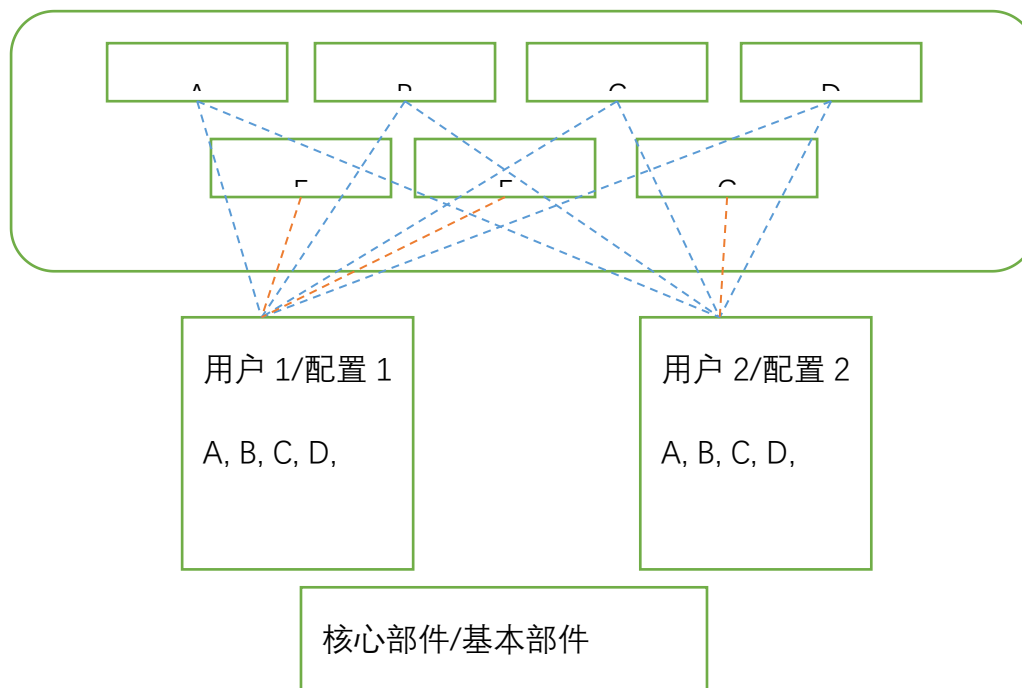 A B C D
用户 1/配置 1
A, B, C, D,
用户 2/配置 2
A, B, C, D,
核心部件/基本部件